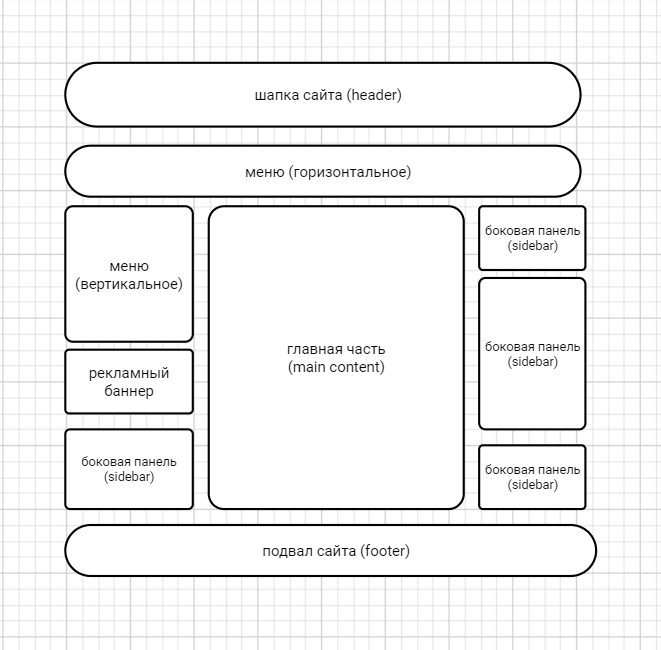 шапка сайта (header)
меню (горизонтальное)
меню
(вертикальное)
рекламный
баннер
боковая панель
(sidebar)
главная часть
(main content)
боковая панель
(sidebar)
боковая панель
(sidebar)
боковая панель
(sidebar)
подвал сайта (footer)